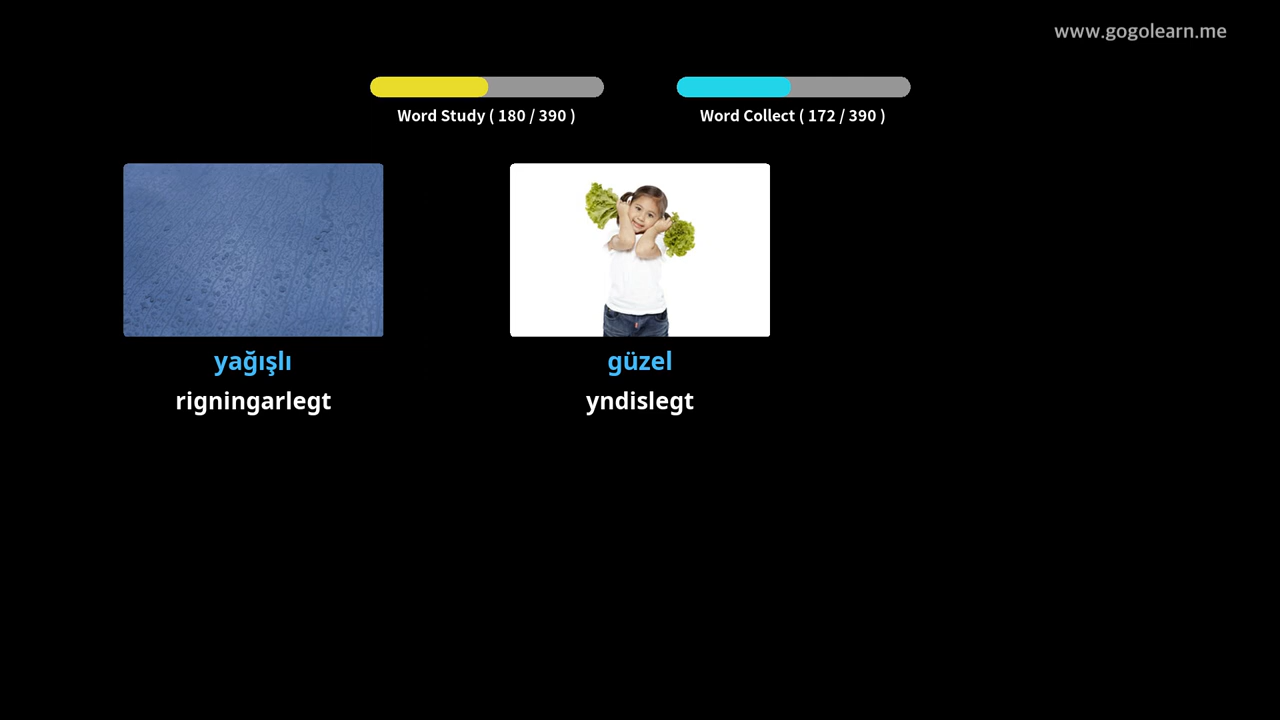 www.gogolearn.me
Word Study ( 180 / 390 )
Word Collect ( 172 / 390 )
yağışlı
rigningarlegt
güzel
yndislegt